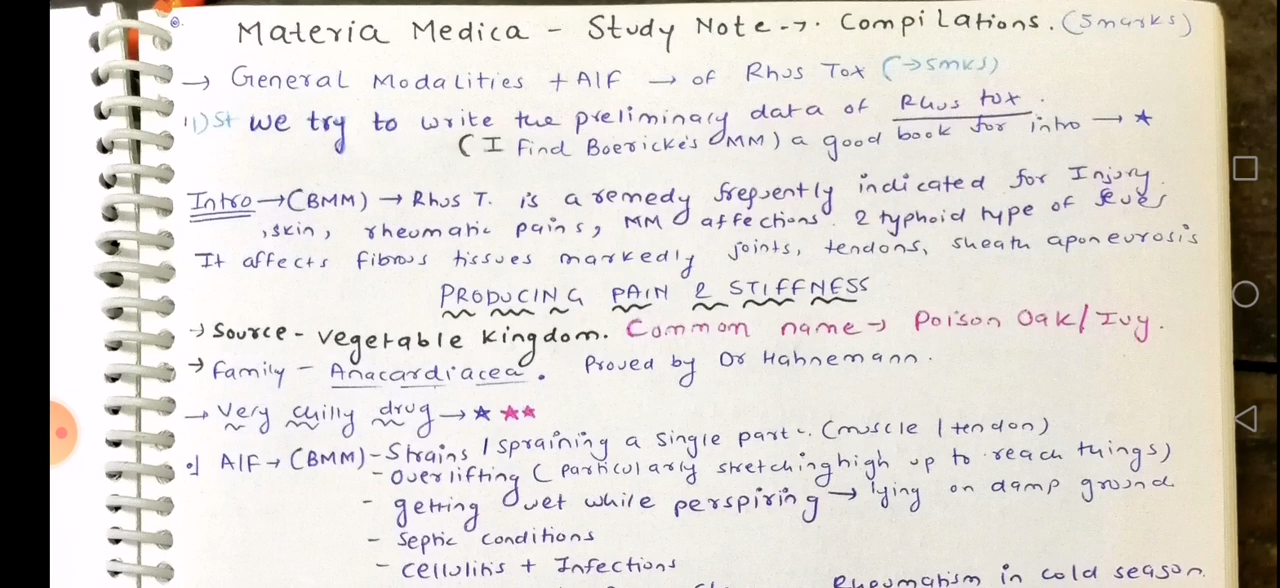 Materia Medica - Study Note → Compilations. (5marks)
→ General Modalities + A/F → of Rhus Tox (→ 5mks)
1) St we try to write the preliminary data of Rhus tox.
(I Find Boericke's MM) a good book for intro → ★
Intro → (BMM) → Rhus T. is a remedy frequently indicated for Injury
, skin, rheumatic pains, MM affections & typhoid type of fever
It affects fibrous tissues markedly joints, tendons, sheath aponeurosis
PRODUCING PAIN & STIFFNESS
→ Source - Vegetable Kingdom. Common name → Poison Oak/Ivy.
→ Family - Anacardiacea. Proved by Dr Hahnemann.
→ Very chilly drug → ★ ★★
A/F → (BMM) - Strains / spraining a single part. (muscle / tendon)
- Overlifting (particularly stretching high up to reach things)
- getting wet while perspiring → lying on damp ground
- Septic conditions
- Cellulitis + Infections
Rheumatism in cold season.